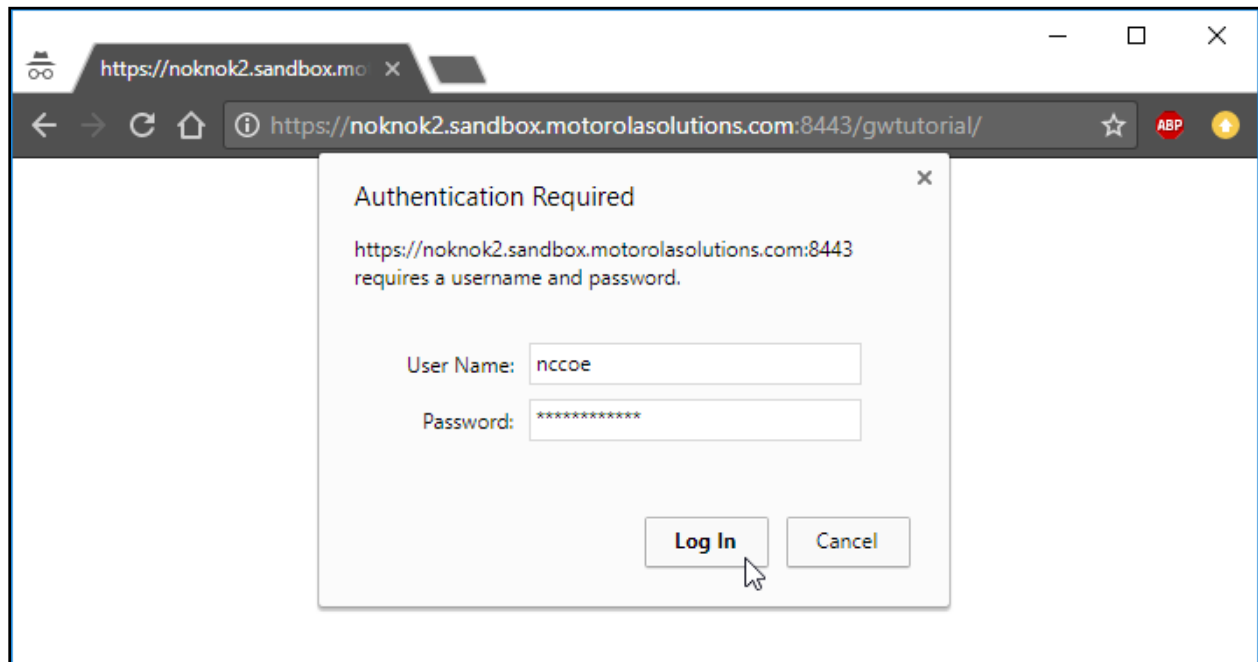 https://noknok2.sandbox.mo
https://noknok2.sandbox.motorolasolutions.com:8443/gwtutorial/
ABP
Authentication Required
https://noknok2.sandbox.motorolasolutions.com:8443
requires a username and password.
User Name: nccoe
Password: ************
Log In Cancel